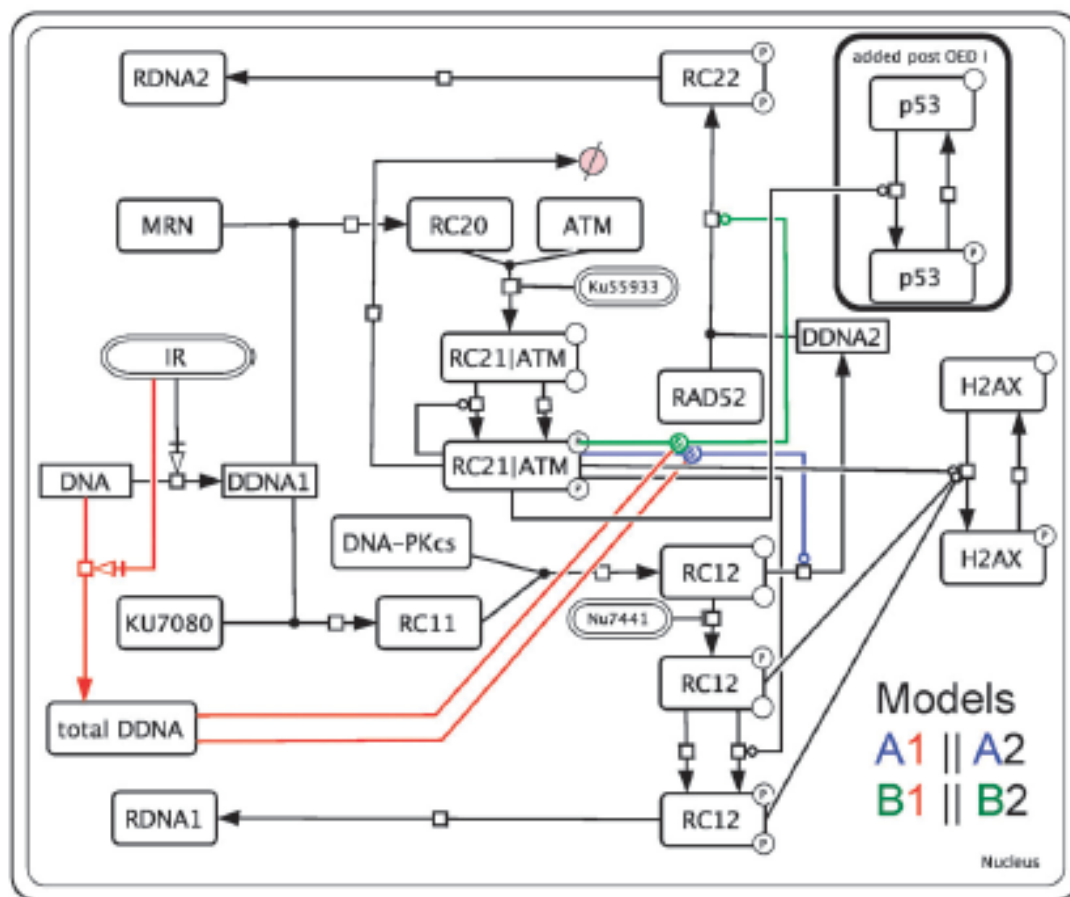 RDNA2
RC22
P
P
added post OED I
p53
p53
P
MRN
RC20
ATM
Ku55933
IR
RC21|ATM
RAD52
DDNA2
H2AX
DNA
DDNA1
RC21|ATM
P
P
DNA-PKcs
RC12
H2AX
P
KU7080
RC11
Nu7441
RC12
P
total DDNA
Models
A1 || A2
B1 || B2
RDNA1
RC12
P
P
Nucleus